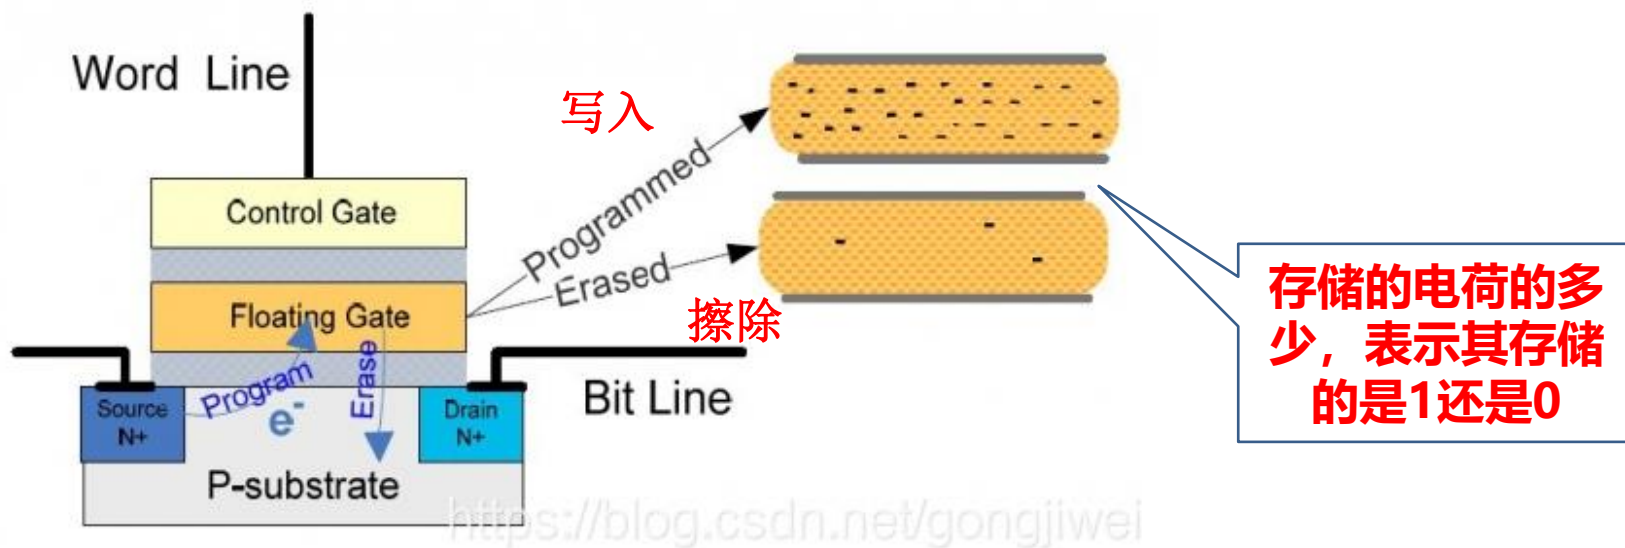 Word Line
写入
Programmed
Control Gate
Erased
Floating Gate
擦除
存储的电荷的多
少，表示其存储
的是1还是0
Program
Erase
Bit Line
Source
N+
e-
Drain
N+
P-substrate
https://blog.csdn.net/gongjiwei